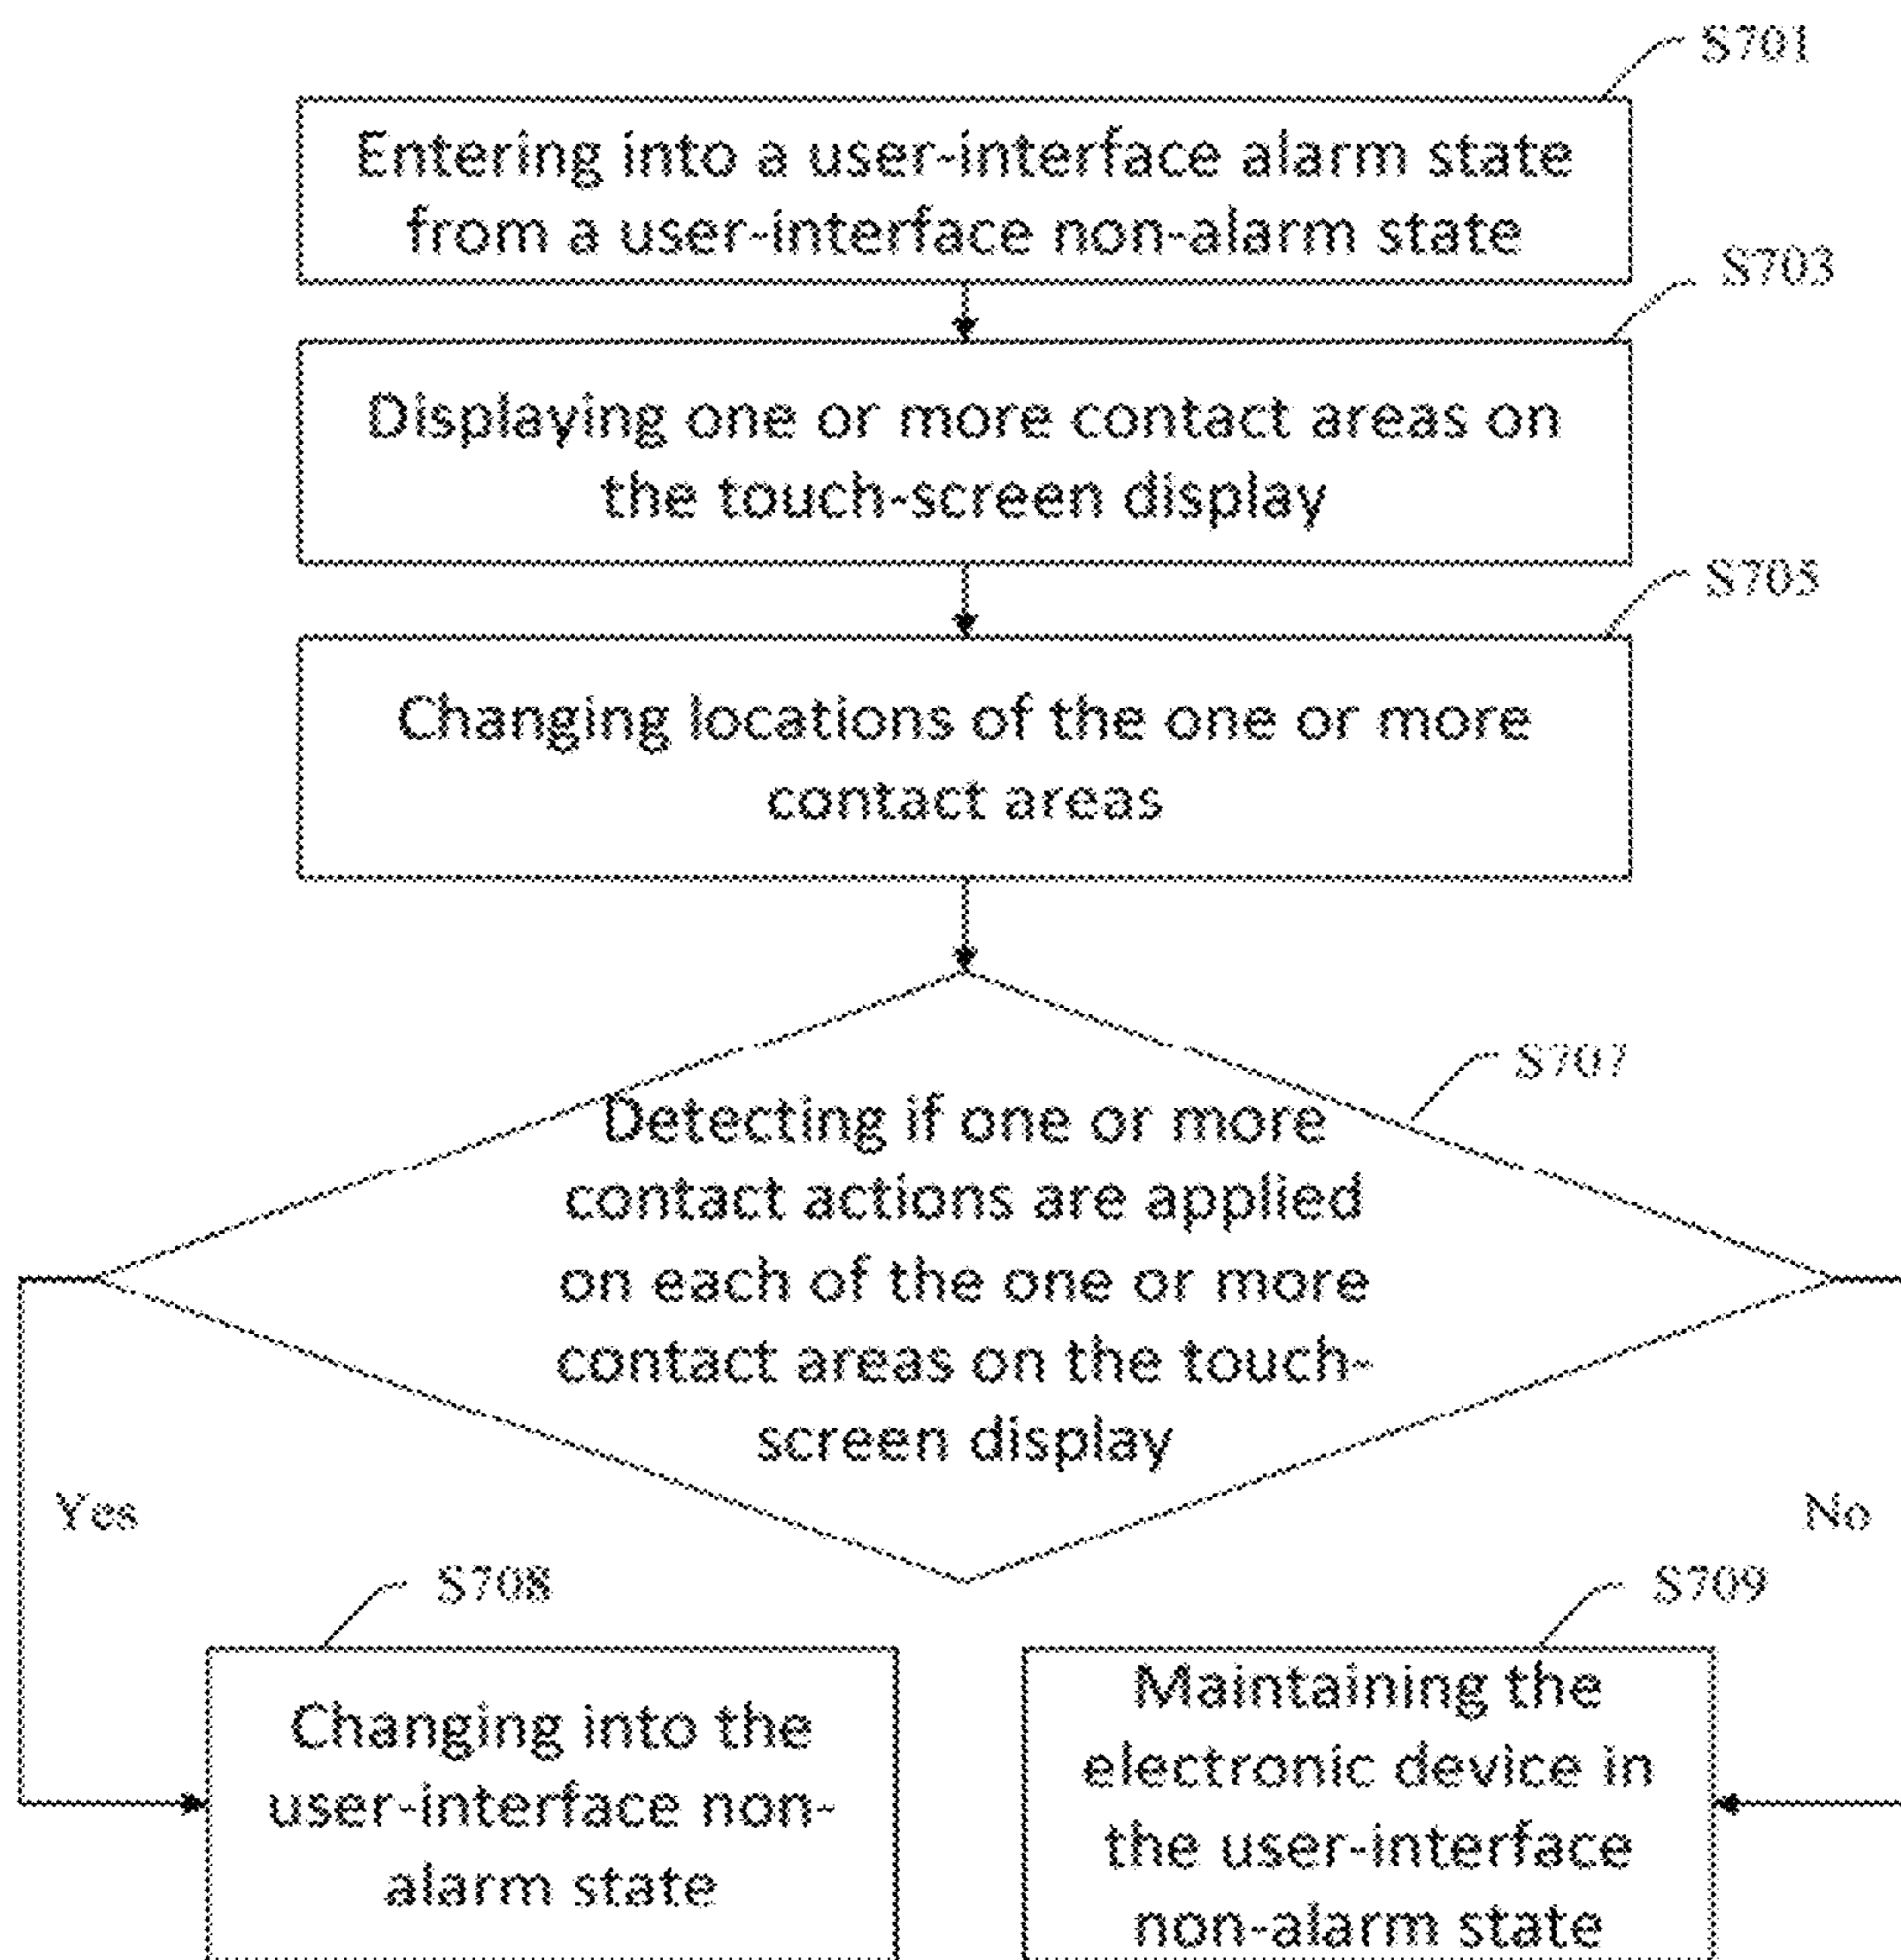 S701
Entering into a user-interface alarm state
from a user-interface non-alarm state
S703
Displaying one or more contact areas on
the touch-screen display
S705
Changing locations of the one or more
contact areas
S707
Detecting if one or more
contact actions are applied
on each of the one or more
contact areas on the touch-
screen display
Yes
No
S708
Changing into the
user-interface non-
alarm state
S709
Maintaining the
electronic device in
the user-interface
non-alarm state